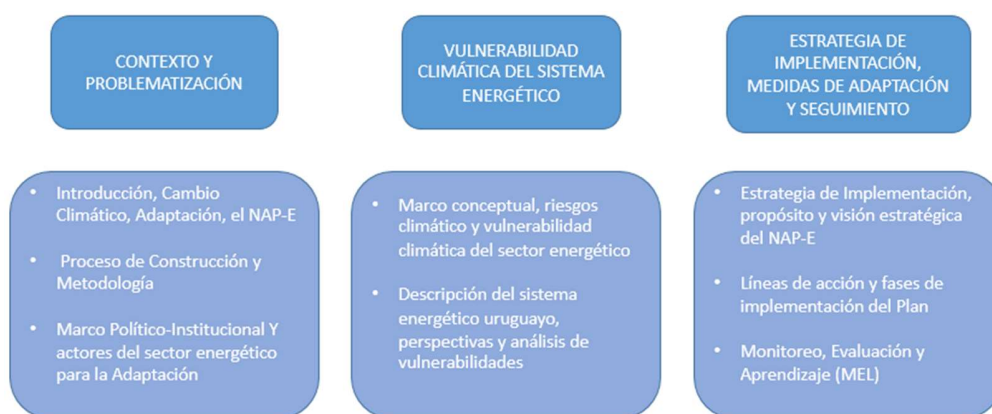 CONTEXTO Y
PROBLEMATIZACIÓN
VULNERABILIDAD
CLIMÁTICA DEL SISTEMA
ENERGÉTICO
ESTRATEGIA DE
IMPLEMENTACIÓN,
MEDIDAS DE ADAPTACIÓN
Y SEGUIMIENTO
• Introducción, Cambio
Climático, Adaptación, el NAP-E
• Proceso de Construcción y
Metodología
• Marco Político-Institucional Y
actores del sector energético
para la Adaptación
• Marco conceptual, riesgos
climático y vulnerabilidad
climática del sector energético
• Descripción del sistema
energético uruguayo,
perspectivas y análisis de
vulnerabilidades
• Estrategia de Implementación,
propósito y visión estratégica
del NAP-E
• Líneas de acción y fases de
implementación del Plan
• Monitoreo, Evaluación y
Aprendizaje (MEL)